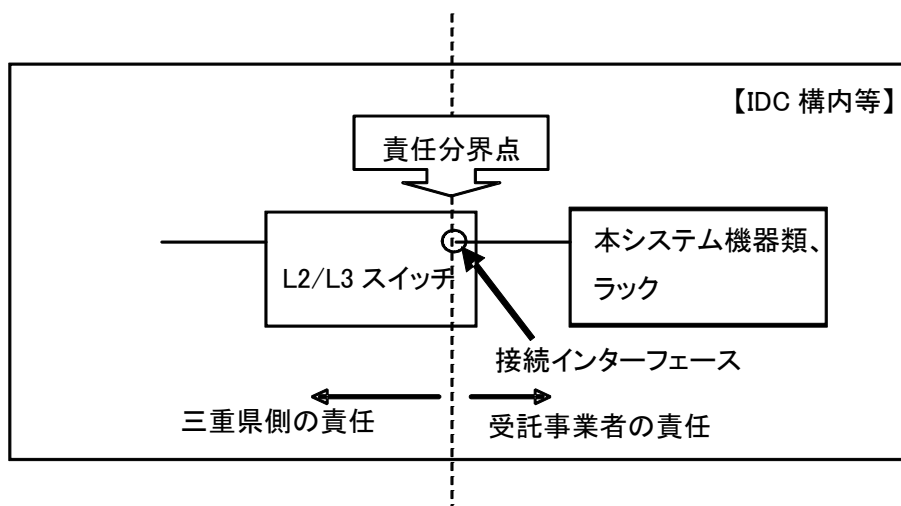 【IDC 構内等】
責任分界点
L2/L3 スイッチ
本システム機器類、
ラック
接続インターフェース
三重県側の責任
受託事業者の責任